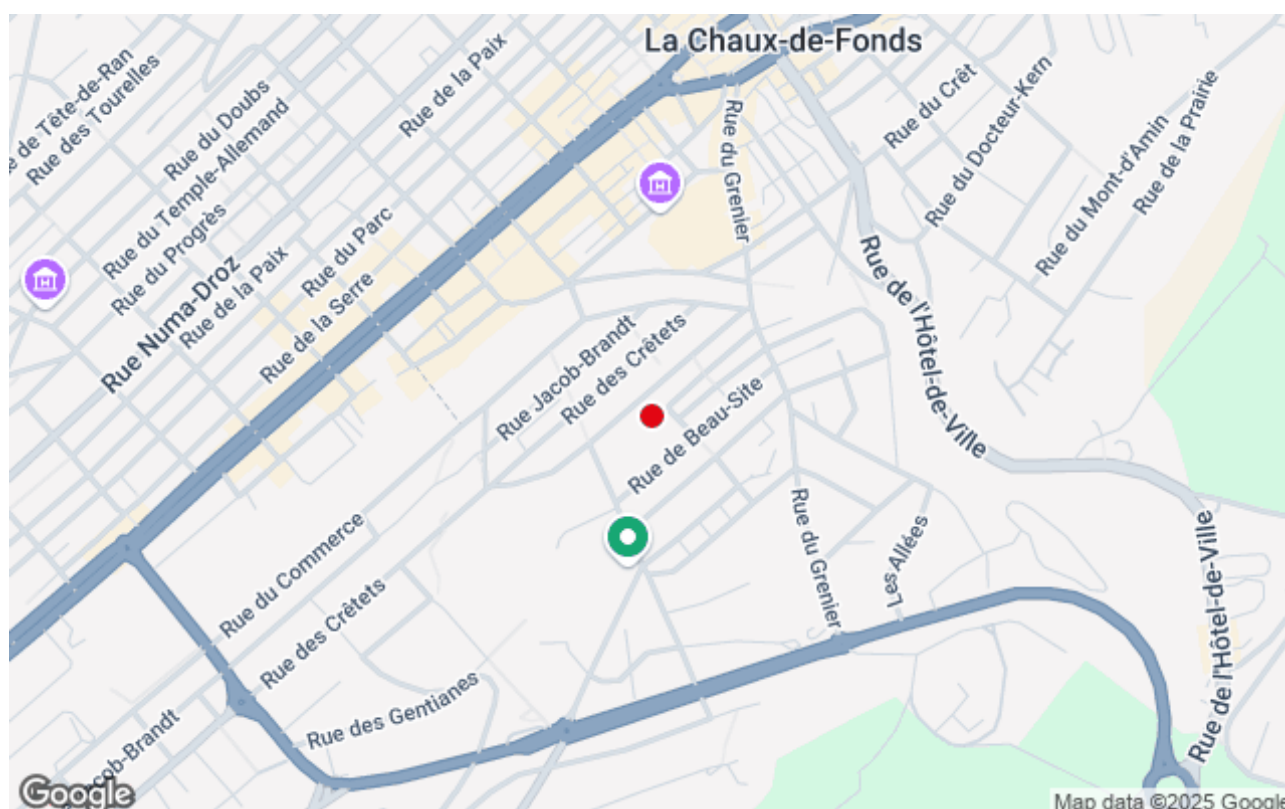 La Chaux-de-Fonds
Rue de la Paix
Rue du Doubs
Rue des Tourelles
Rue du Temple-Allemand
Rue du Progrès
Rue de la Paix
Rue du Parc
Rue de la Serre
Rue Numa-Droz
e de Tête-de-Ran
Rue du Grenier
Rue du Crêt
Rue du Docteur-Kern
Rue du Mont-d'Amin
Rue de la Prairie
Rue de l'Hôtel-de-Ville
Rue Jacob-Brandt
Rue des Crêtets
Rue de Beau-Site
Rue du Commerce
Rue des Crêtets
Rue du Grenier
Les Allées
Rue de l'Hôtel-de-Ville
Rue des Gentianes
Jacob-Brandt
Google
Map data ©2025 Google